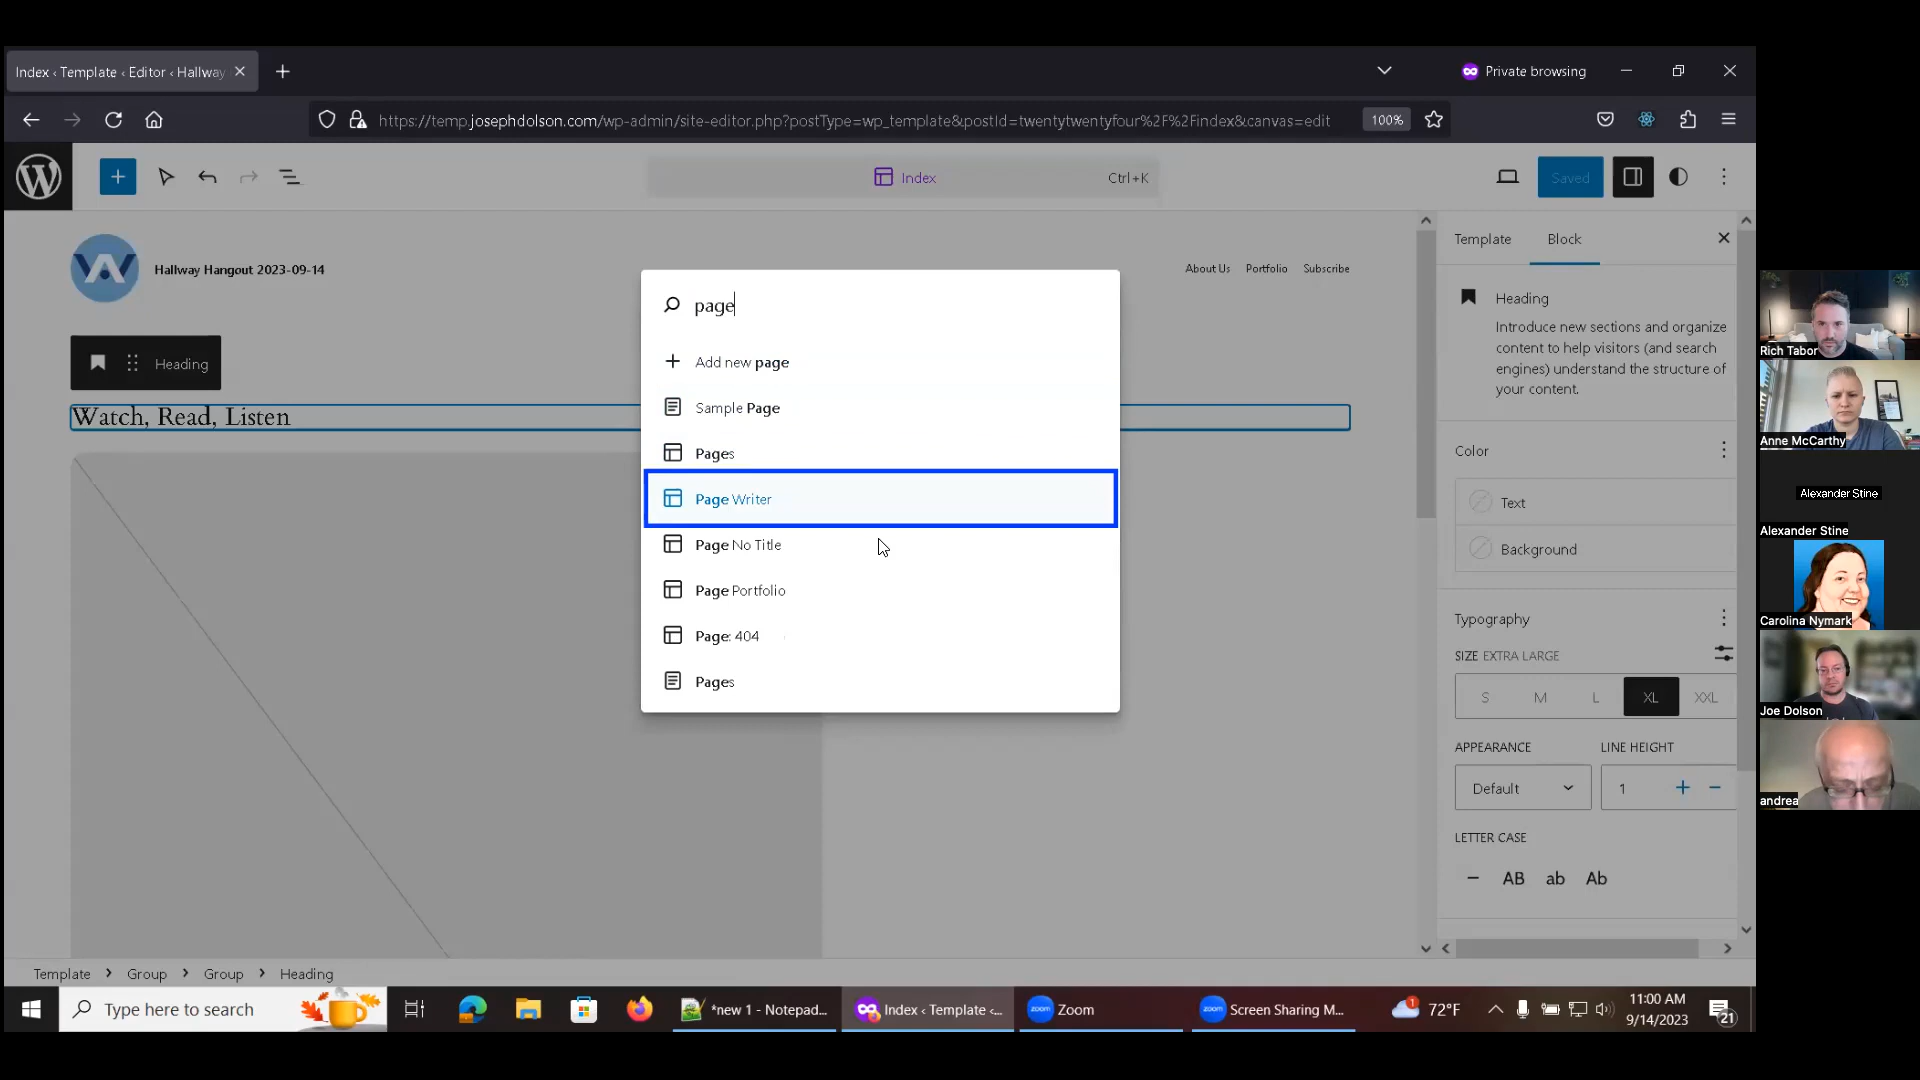 Index ‹ Template ‹ Editor ‹ Hallway
Private browsing
https://temp.josephdolson.com/wp-admin/site-editor.php?postType=wp_template&postId=twentytwentyfour%2F%2Findex&canvas=edit
100%
Index
Ctrl+K
Saved
Hallway Hangout 2023-09-14
About Us
Portfolio
Subscribe
Heading
Watch, Read, Listen
page
Add new page
Sample Page
Pages
Page Writer
Page No Title
Page Portfolio
Page: 404
Pages
Template
Block
Heading
Introduce new sections and organize
content to help visitors (and search
engines) understand the structure of
your content.
Color
Text
Background
Typography
SIZE EXTRA LARGE
S
M
L
XL
XXL
APPEARANCE
LINE HEIGHT
Default
1
LETTER CASE
AB
ab
Ab
Rich Tabor
Anne McCarthy
Alexander Stine
Alexander Stine
Carolina Nymark
Joe Dolson
andrea
Template > Group > Group > Heading
Type here to search
*new 1 - Notepad...
Index ‹ Template ‹...
zoom
Zoom
zoom
Screen Sharing M...
1
72°F
11:00 AM
9/14/2023
21